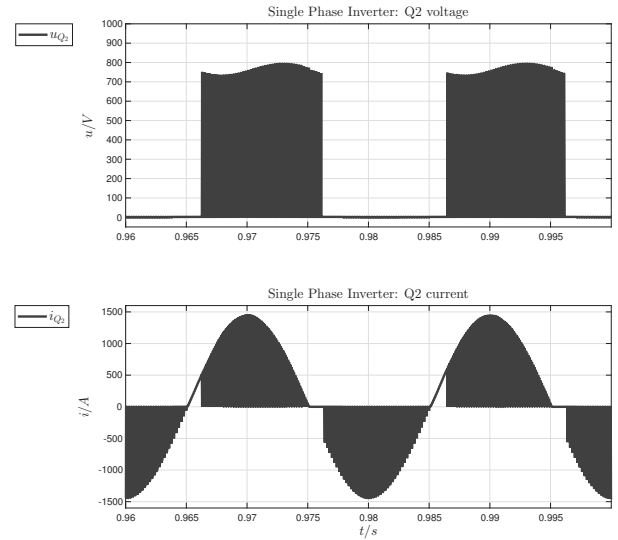 Single Phase Inverter: Q2 voltage
u_{Q_2}
1000
900
800
700
600
500
400
300
200
100
0
u/V
0.96 0.965 0.97 0.975 0.98 0.985 0.99 0.995
Single Phase Inverter: Q2 current
i_{Q_2}
1500
1000
500
0
-500
-1000
-1500
i/A
0.96 0.965 0.97 0.975 0.98 0.985 0.99 0.995
t/s